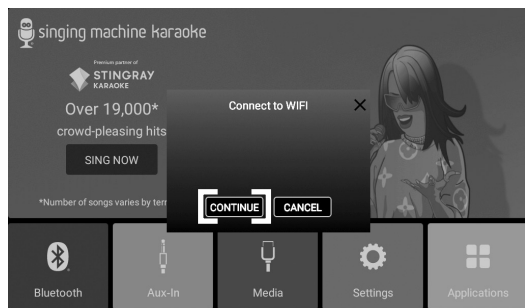 singing machine karaoke
Premium partner of
STINGRAY
KARAOKE
Over 19,000*
crowd-pleasing hits
SING NOW
*Number of songs varies by terr
Connect to WIFI
CONTINUE
CANCEL
Bluetooth
Aux-In
Media
Settings
Applications